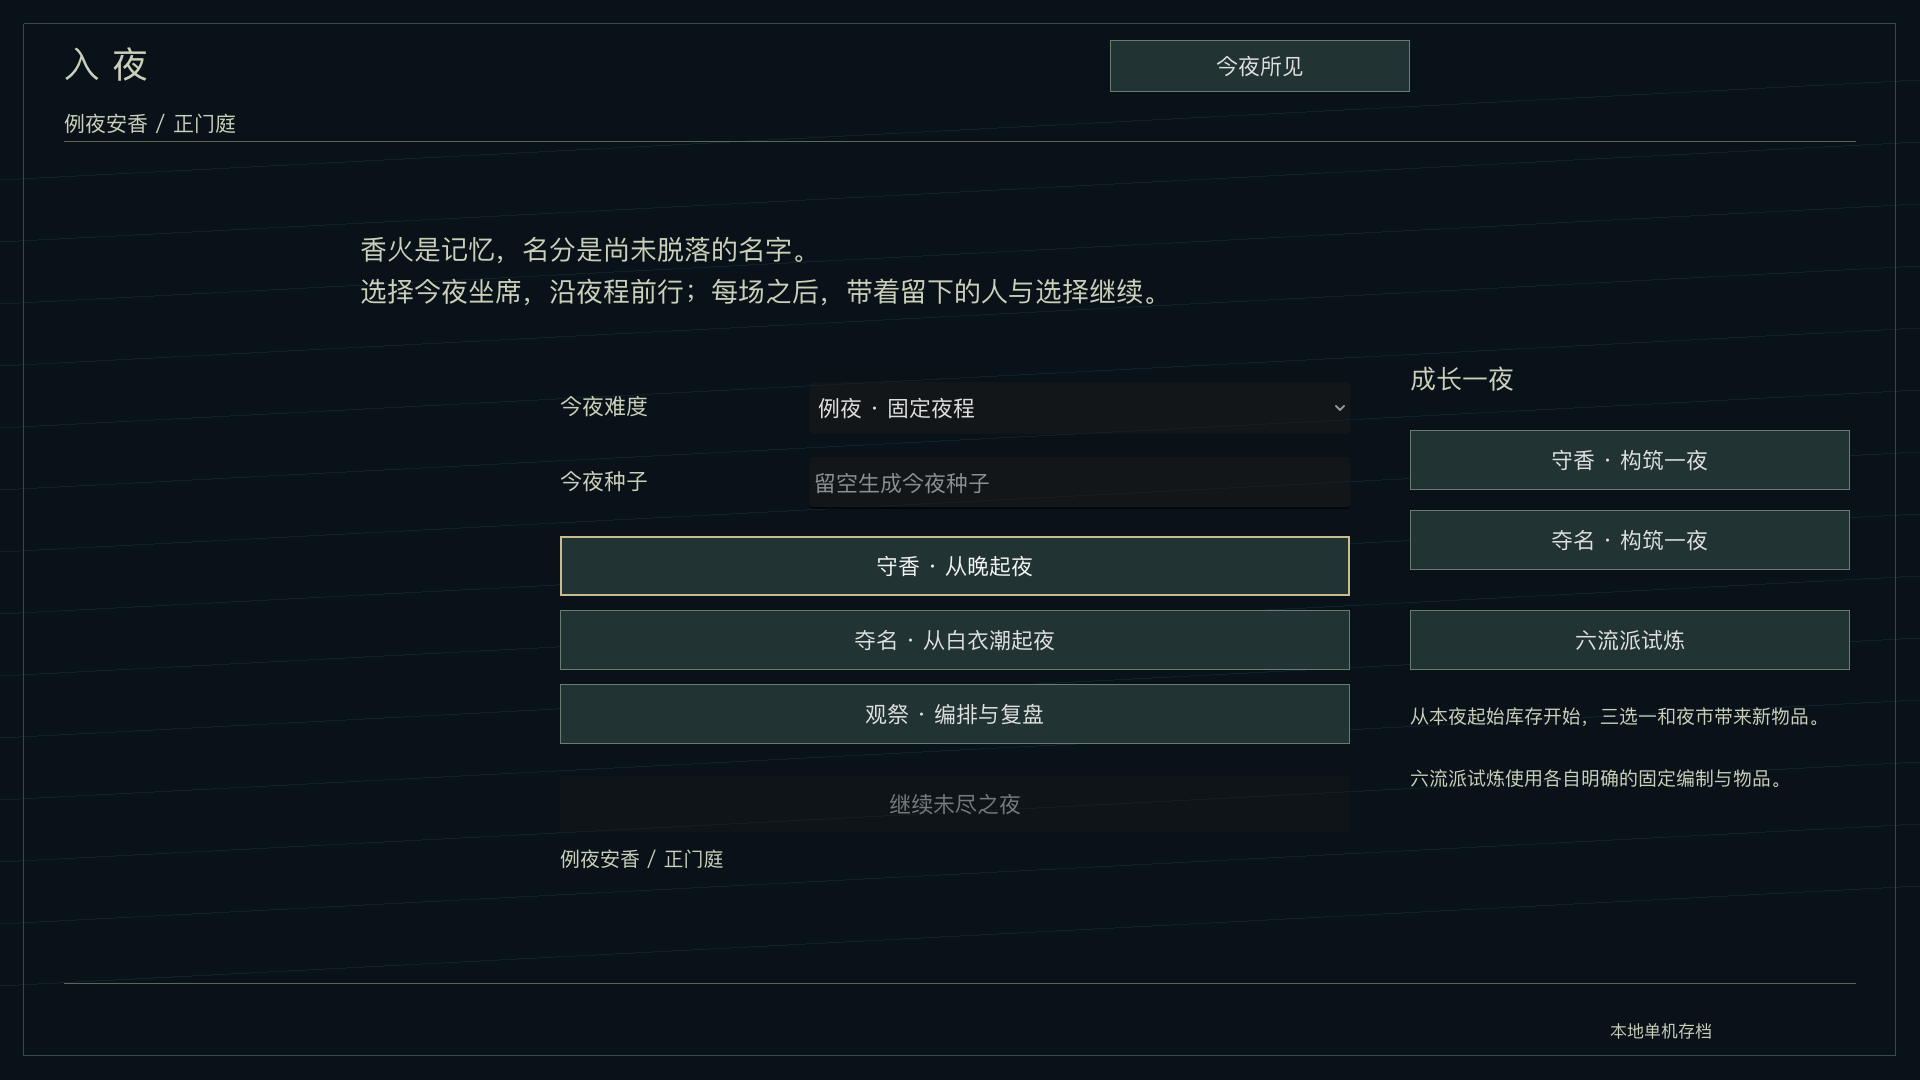 入 夜
今夜所见
例夜安香 / 正门庭
香火是记忆，名分是尚未脱落的名字。
选择今夜坐席，沿夜程前行；每场之后，带着留下的人与选择继续。
今夜难度
例夜 · 固定夜程
今夜种子
留空生成今夜种子
守香 · 从晚起夜
夺名 · 从白衣潮起夜
观祭 · 编排与复盘
继续未尽之夜
例夜安香 / 正门庭
成长一夜
守香 · 构筑一夜
夺名 · 构筑一夜
六流派试炼
从本夜起始库存开始，三选一和夜市带来新物品。
六流派试炼使用各自明确的固定编制与物品。
本地单机存档